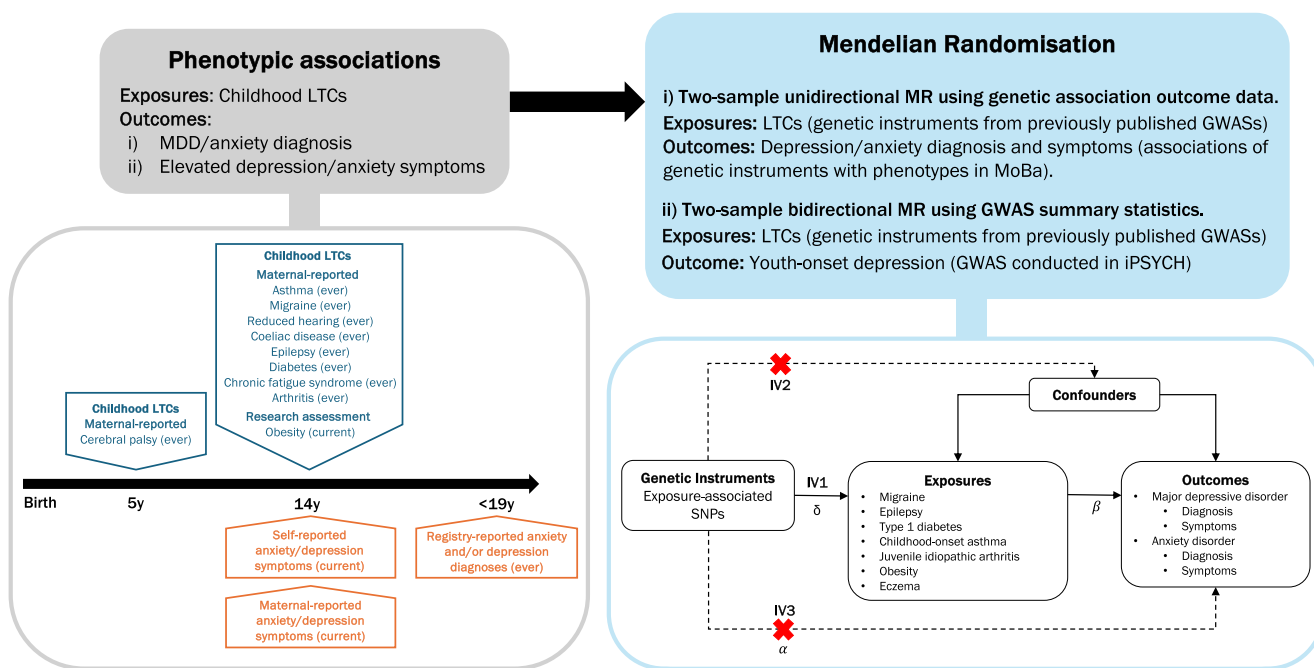 Phenotypic associations
Exposures: Childhood LTCs
Outcomes:
i) MDD/anxiety diagnosis
ii) Elevated depression/anxiety symptoms
Mendelian Randomisation
i) Two-sample unidirectional MR using genetic association outcome data.
Exposures: LTCs (genetic instruments from previously published GWASs)
Outcomes: Depression/anxiety diagnosis and symptoms (associations of
genetic instruments with phenotypes in MoBa).
ii) Two-sample bidirectional MR using GWAS summary statistics.
Exposures: LTCs (genetic instruments from previously published GWASs)
Outcome: Youth-onset depression (GWAS conducted in iPSYCH)
Childhood LTCs
Maternal-reported
Cerebral palsy (ever)
Childhood LTCs
Maternal-reported
Asthma (ever)
Migraine (ever)
Reduced hearing (ever)
Coeliac disease (ever)
Epilepsy (ever)
Diabetes (ever)
Chronic fatigue syndrome (ever)
Arthritis (ever)
Research assessment
Obesity (current)
Birth
5y
14y
<19y
Self-reported
anxiety/depression
symptoms (current)
Registry-reported anxiety
and/or depression
diagnoses (ever)
Maternal-reported
anxiety/depression
symptoms (current)
IV2
Confounders
Genetic Instruments
Exposure-associated
SNPs
IV1
δ
Exposures
• Migraine
• Epilepsy
• Type 1 diabetes
• Childhood-onset asthma
• Juvenile idiopathic arthritis
• Obesity
• Eczema
β
Outcomes
• Major depressive disorder
• Diagnosis
• Symptoms
• Anxiety disorder
• Diagnosis
• Symptoms
IV3
α